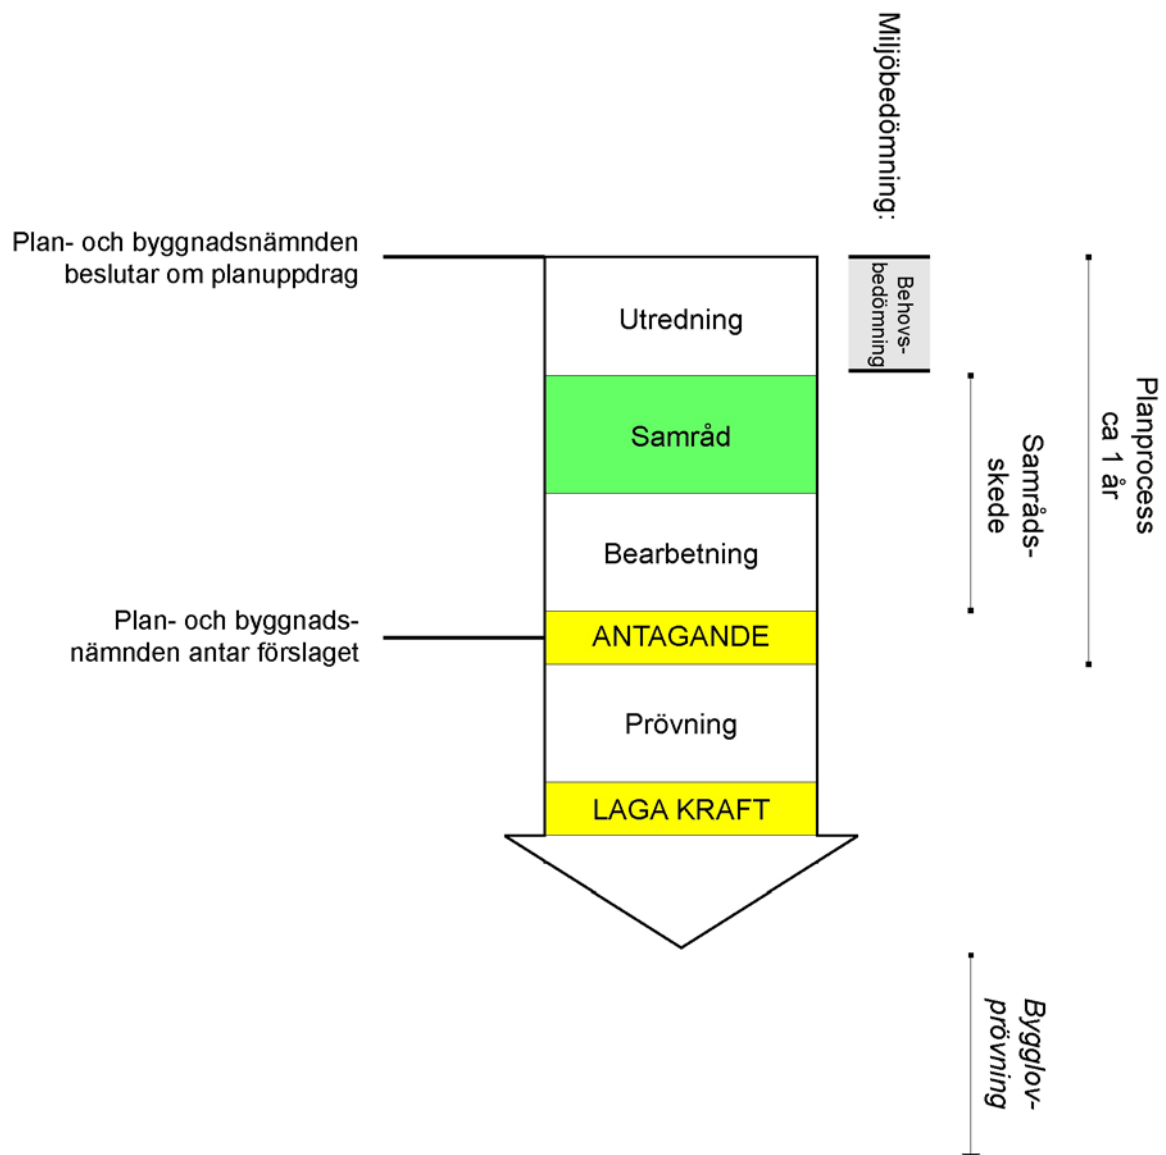 Miljöbedömning:
Plan- och byggnadsnämnden
beslutar om planuppdrag
Utredning
Behovs-
bedömning
Samråd
Samråds-
skede
Planprocess
ca 1 år
Bearbetning
Plan- och byggnads-
nämnden antar förslaget
ANTAGANDE
Prövning
LAGA KRAFT
Bygglov-
prövning